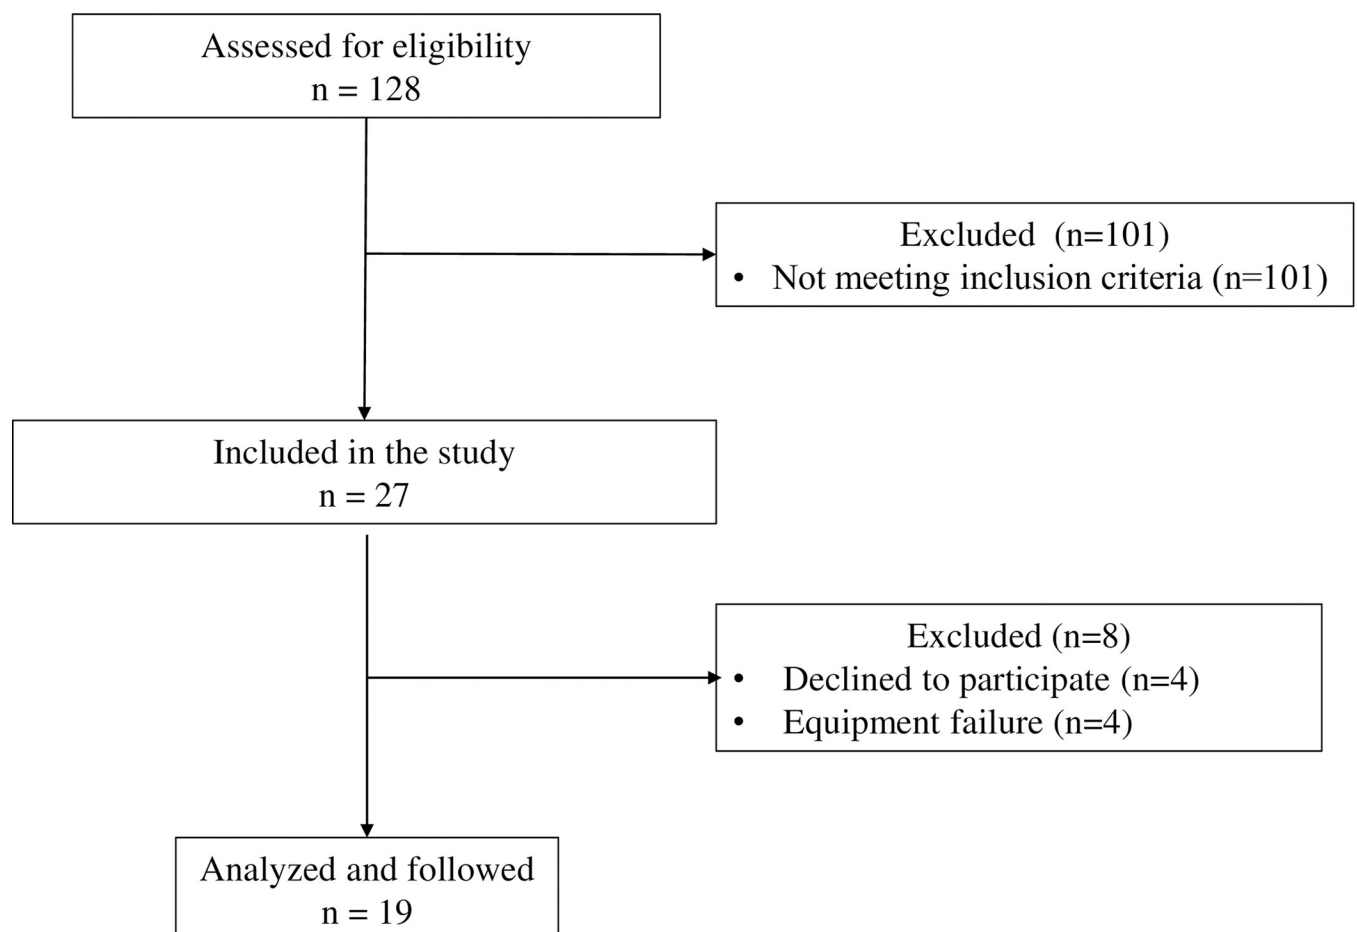 Assessed for eligibility
n = 128
Excluded  (n=101)
• Not meeting inclusion criteria (n=101)
Included in the study
n = 27
Excluded (n=8)
• Declined to participate (n=4)
• Equipment failure (n=4)
Analyzed and followed
n = 19